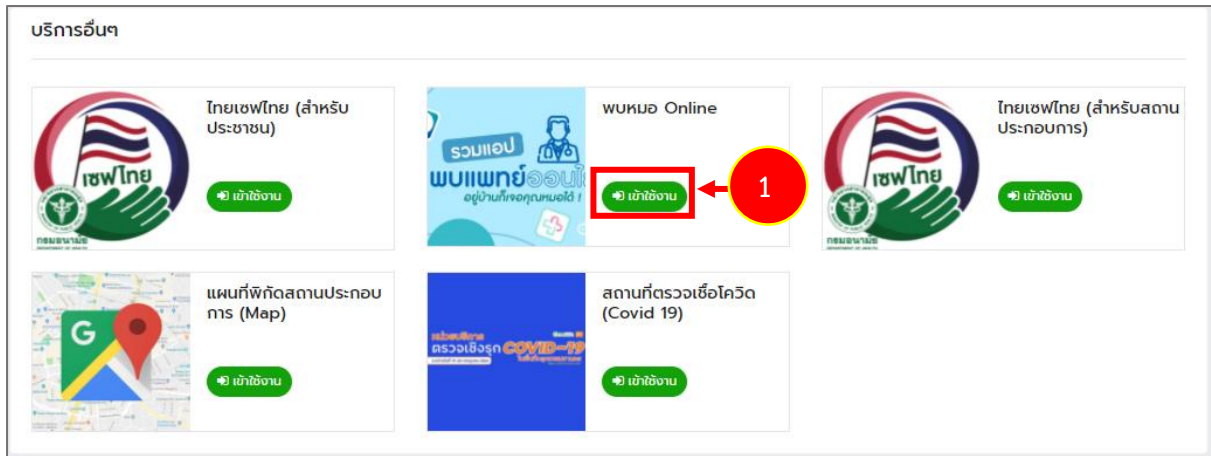 บริการอื่นๆ
เซฟไทย
กรมอนามัย
ไทยเซฟไทย (สำหรับ
ประชาชน)
เข้าใช้งาน
รวมแอป
พบแพทย์ออนไ
อยู่บ้านก็เจอคุณหมอได้ !
พบหมอ Online
เข้าใช้งาน
1
เซฟไทย
กรมอนามัย
ไทยเซฟไทย (สำหรับสถาน
ประกอบการ)
เข้าใช้งาน
G
แผนที่พิกัดสถานประกอบ
การ (Map)
เข้าใช้งาน
หน่วยบริการ
ตรวจเชิงรุก COVID-19
สถานที่ตรวจเชื้อโควิด
(Covid 19)
เข้าใช้งาน